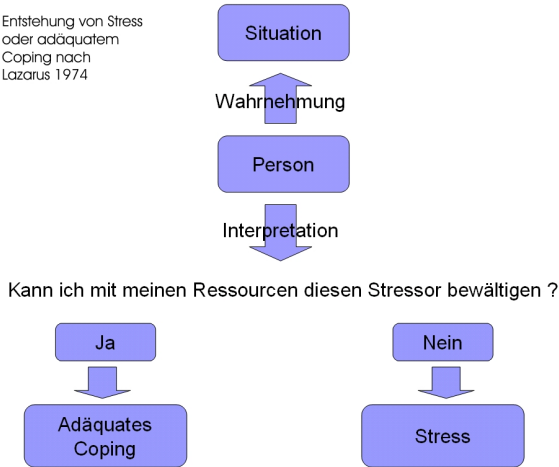 Entstehung von Stress
oder adäquatem
Coping nach
Lazarus 1974
Situation
Wahrnehmung
Person
Interpretation
Kann ich mit meinen Ressourcen diesen Stressor bewältigen ?
Ja
Nein
Adäquates
Coping
Stress